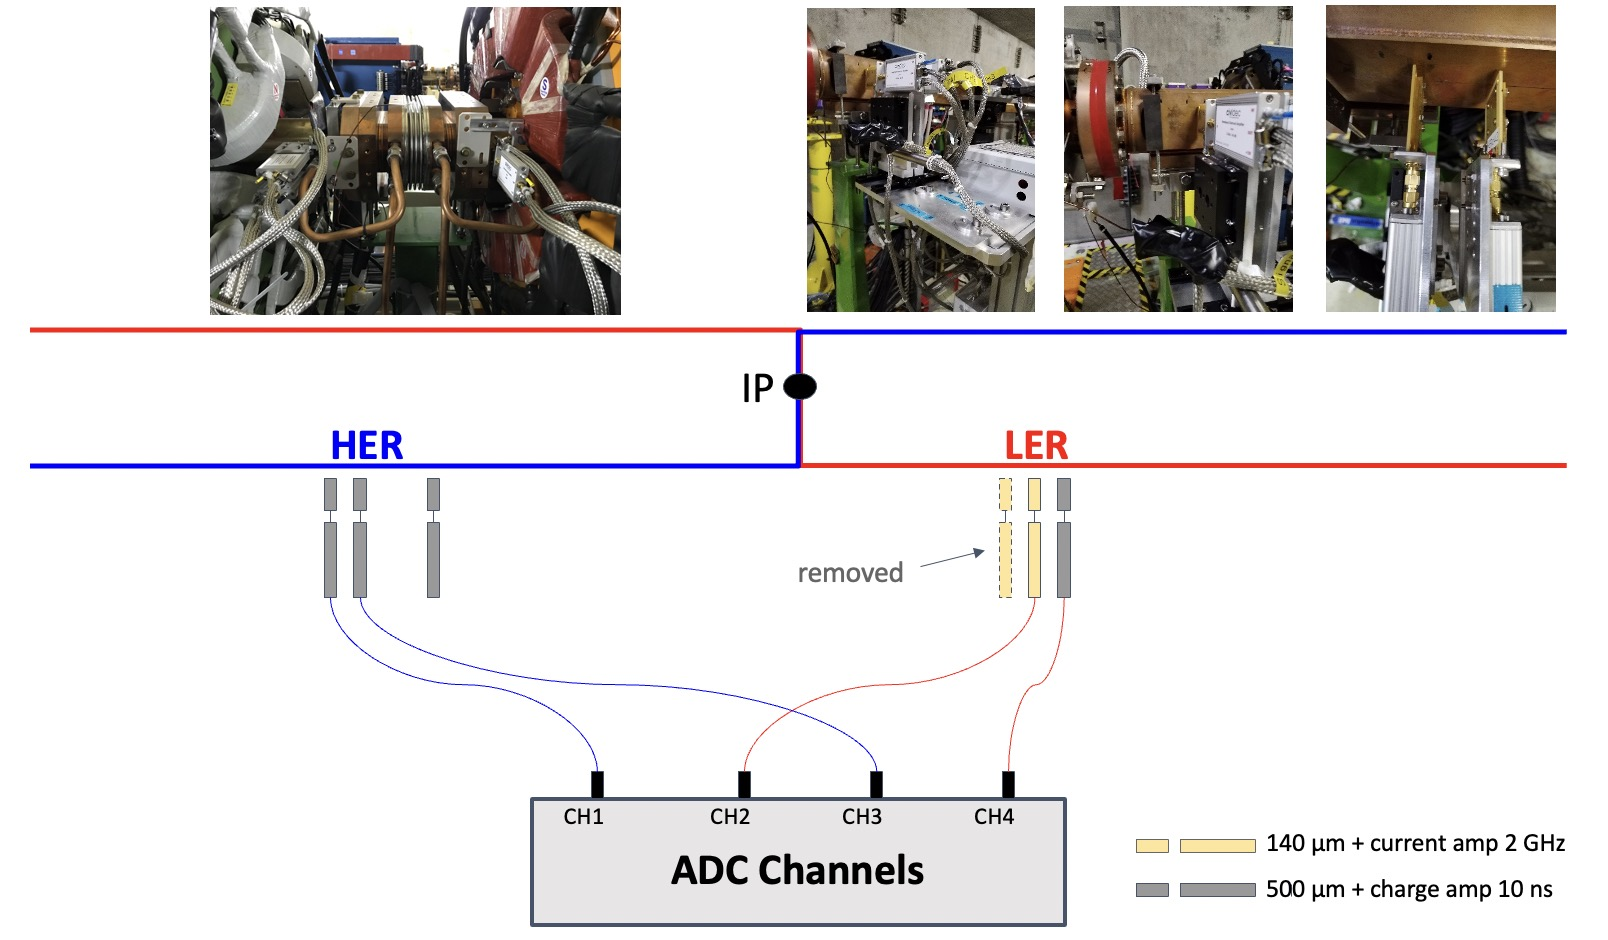 IP
HER
LER
removed
CH1
CH2
CH3
CH4
ADC Channels
140 µm + current amp 2 GHz
500 µm + charge amp 10 ns